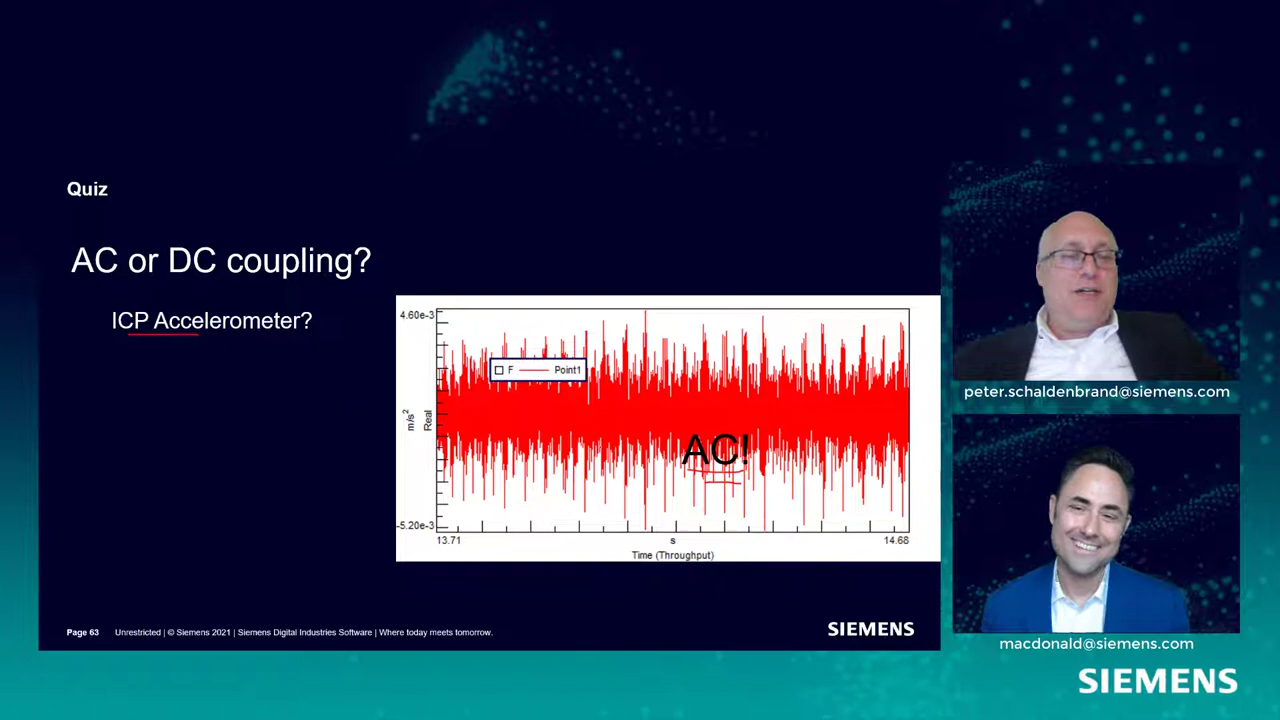 Quiz
AC or DC coupling?
ICP Accelerometer?
4.60e-3
F
Point1
m/s²
Real
AC!
-5.20e-3
13.71
s
14.68
Time (Throughput)
Page 63
Unrestricted | © Siemens 2021 | Siemens Digital Industries Software | Where today meets tomorrow.
SIEMENS
peter.schaldenbrand@siemens.com
macdonald@siemens.com
SIEMENS